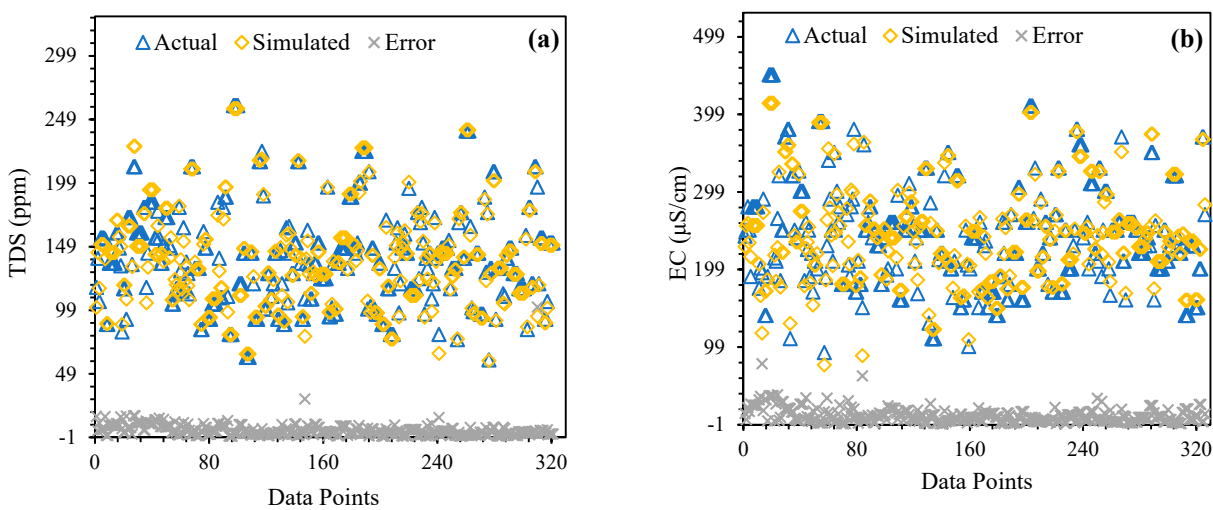 Actual Simulated Error (a)
299
249
199
149
99
49
-1
0 80 160 240 320
TDS (ppm)
Data Points
Actual Simulated Error (b)
499
399
299
199
99
-1
0 80 160 240 320
EC (µS/cm)
Data Points